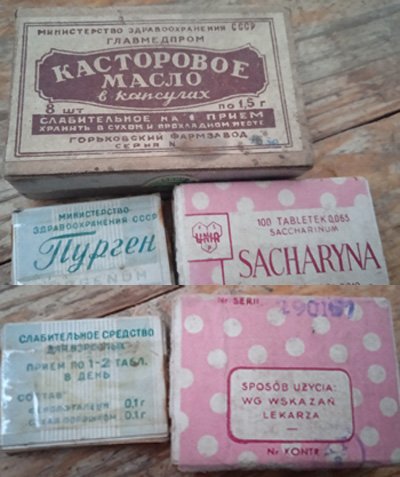 МИНИСТЕРСТВО ЗДРАВООХРАНЕНИЯ СССР
ГЛАВМЕДПРОМ
КАСТОРОВОЕ
МАСЛО
в капсулах
8 шт по 1,5 г
СЛАБИТЕЛЬНОЕ НА 1 ПРИЕМ
ХРАНИТЬ В СУХОМ И ПРОХЛАДНОМ МЕСТЕ
ГОРЬКОВСКИЙ ФАРМЗАВОД
СЕРИЯ N
МИНИСТЕРСТВО
ЗДРАВООХРАНЕНИЯ СССР
Пурген
100 TABLETEK 0,065
SACCHARINUM
UNIA
SACHARYNA
СЛАБИТЕЛЬНОЕ СРЕДСТВО
ДЛЯ ВЗРОСЛЫХ
ПРИЕМ ПО 1-2 ТАБЛ.
В ДЕНЬ
СОСТАВ
0,1 г
0,1 г
Nr SERII
290167
SPOSÓB UŻYCIA:
WG WSKAZAŃ
LEKARZA
Nr KONTR